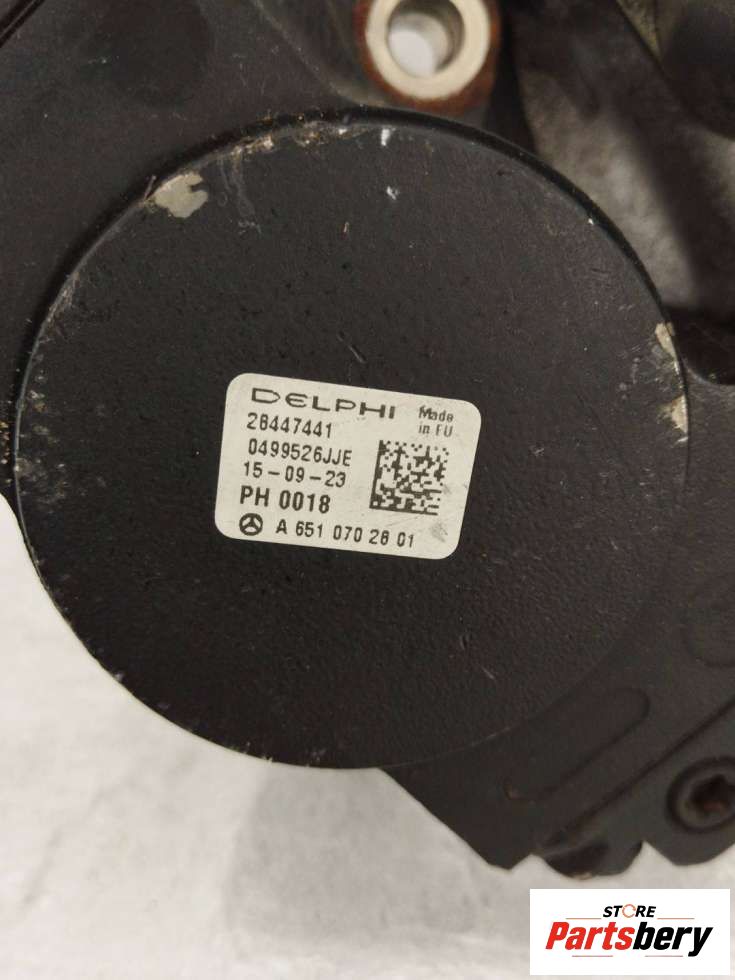 DELPHI
Made
in EU
28447441
0499526JJE
15-09-23
PH 0018
A 651 070 28 01
STORE
Partsbery